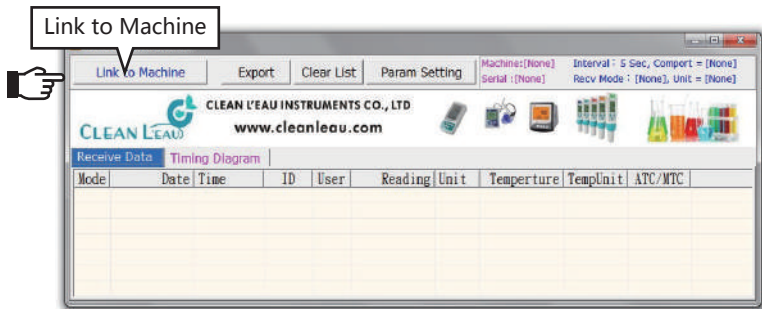 Link to Machine
Link to Machine
Export
Clear List
Param Setting
Machine:[None]
Serial :[None]
Interval : 5 Sec, Comport = [None]
Recv Mode : [None], Unit = [None]
CLEAN L'EAU
CLEAN L'EAU INSTRUMENTS CO., LTD
www.cleanleau.com
Receive Data
Timing Diagram
Mode Date Time ID User Reading Unit Temperture TempUnit ATC/MTC